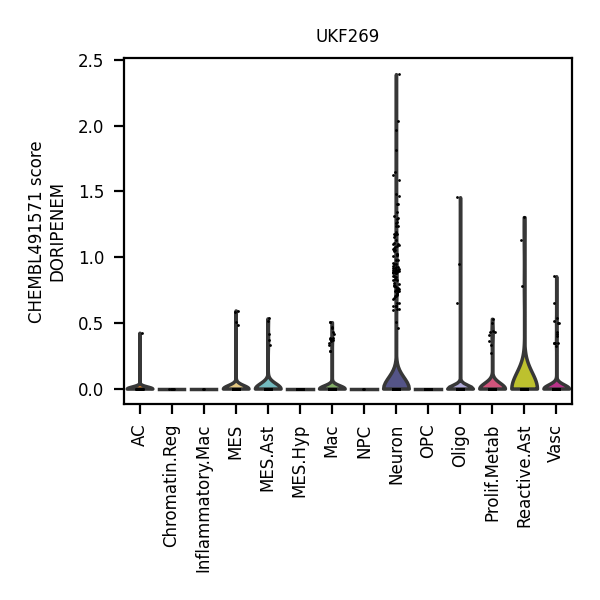 UKF269
CHEMBL491571 score
DORIPENEM
2.5
2.0
1.5
1.0
0.5
0.0
AC
Chromatin.Reg
Inflammatory.Mac
MES
MES.Ast
MES.Hyp
Mac
NPC
Neuron
OPC
Oligo
Prolif.Metab
Reactive.Ast
Vasc